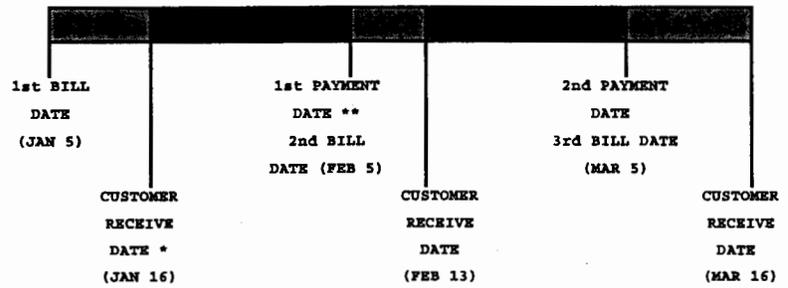 1st BILL
DATE
(JAN 5)
1st PAYMENT
DATE **
2nd BILL
DATE (FEB 5)
2nd PAYMENT
DATE
3rd BILL DATE
(MAR 5)
CUSTOMER
RECEIVE
DATE *
(JAN 16)
CUSTOMER
RECEIVE
DATE
(FEB 13)
CUSTOMER
RECEIVE
DATE
(MAR 16)